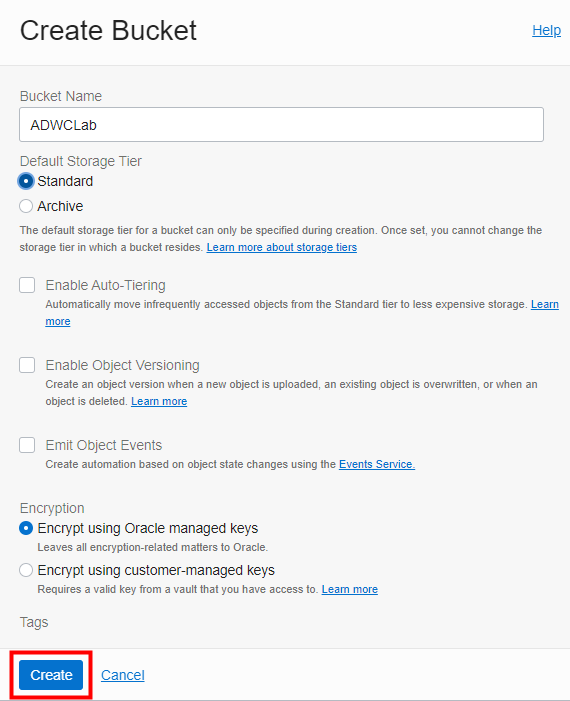 Create Bucket
Help
Bucket Name
ADWCLab
Default Storage Tier
Standard
Archive
The default storage tier for a bucket can only be specified during creation. Once set, you cannot change the
storage tier in which a bucket resides. Learn more about storage tiers
Enable Auto-Tiering
Automatically move infrequently accessed objects from the Standard tier to less expensive storage. Learn
more
Enable Object Versioning
Create an object version when a new object is uploaded, an existing object is overwritten, or when an
object is deleted. Learn more
Emit Object Events
Create automation based on object state changes using the Events Service.
Encryption
Encrypt using Oracle managed keys
Leaves all encryption-related matters to Oracle.
Encrypt using customer-managed keys
Requires a valid key from a vault that you have access to. Learn more
Tags
Create Cancel